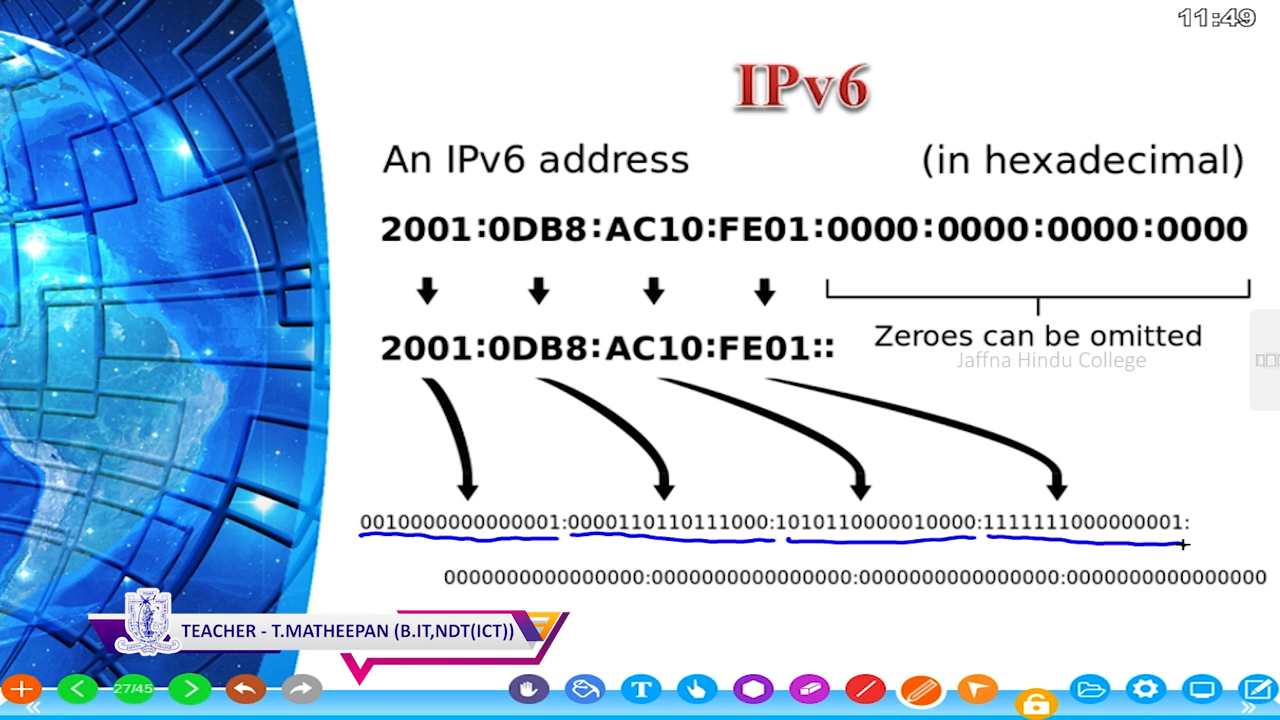 11:49
IPv6
An IPv6 address (in hexadecimal)
2001:0DB8:AC10:FE01:0000:0000:0000:0000
2001:0DB8:AC10:FE01::
Zeroes can be omitted
Jaffna Hindu College
0010000000000001:0000110110111000:1010110000010000:1111111000000001:
0000000000000000:0000000000000000:0000000000000000:0000000000000000
TEACHER - T.MATHEEPAN (B.IT,NDT(ICT))
27/45
T